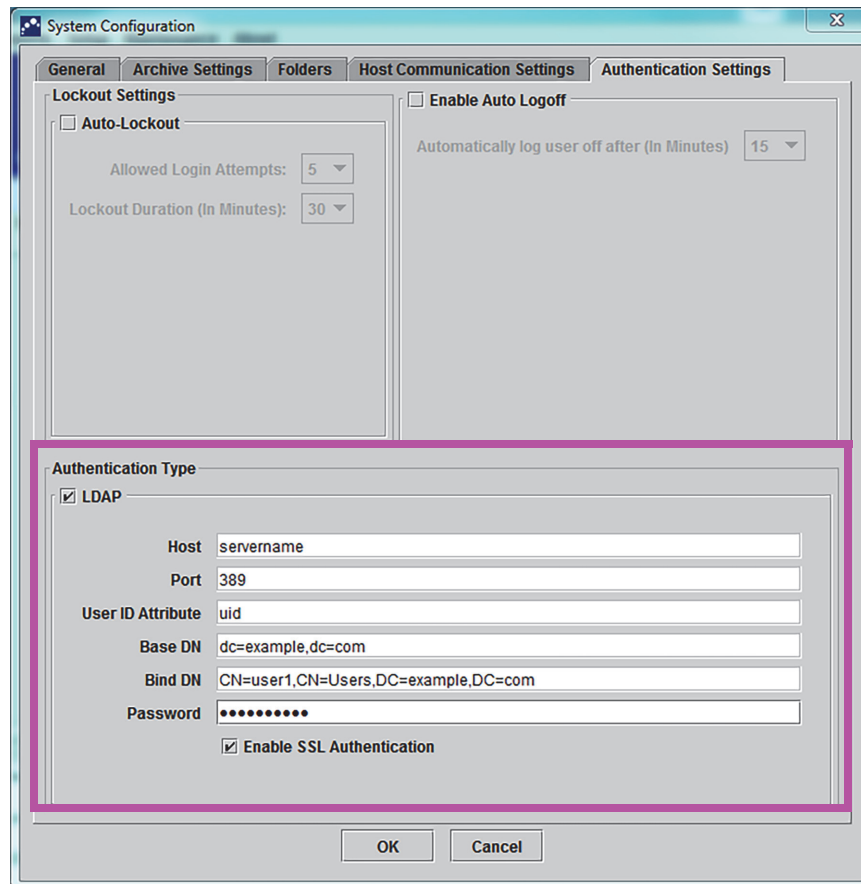 System Configuration
General Archive Settings Folders Host Communication Settings Authentication Settings
Lockout Settings
Auto-Lockout
Allowed Login Attempts: 5
Lockout Duration (In Minutes): 30
Enable Auto Logoff
Automatically log user off after (In Minutes) 15
Authentication Type
LDAP
Host servername
Port 389
User ID Attribute uid
Base DN dc=example,dc=com
Bind DN CN=user1,CN=Users,DC=example,DC=com
Password ••••••••••
Enable SSL Authentication
OK Cancel